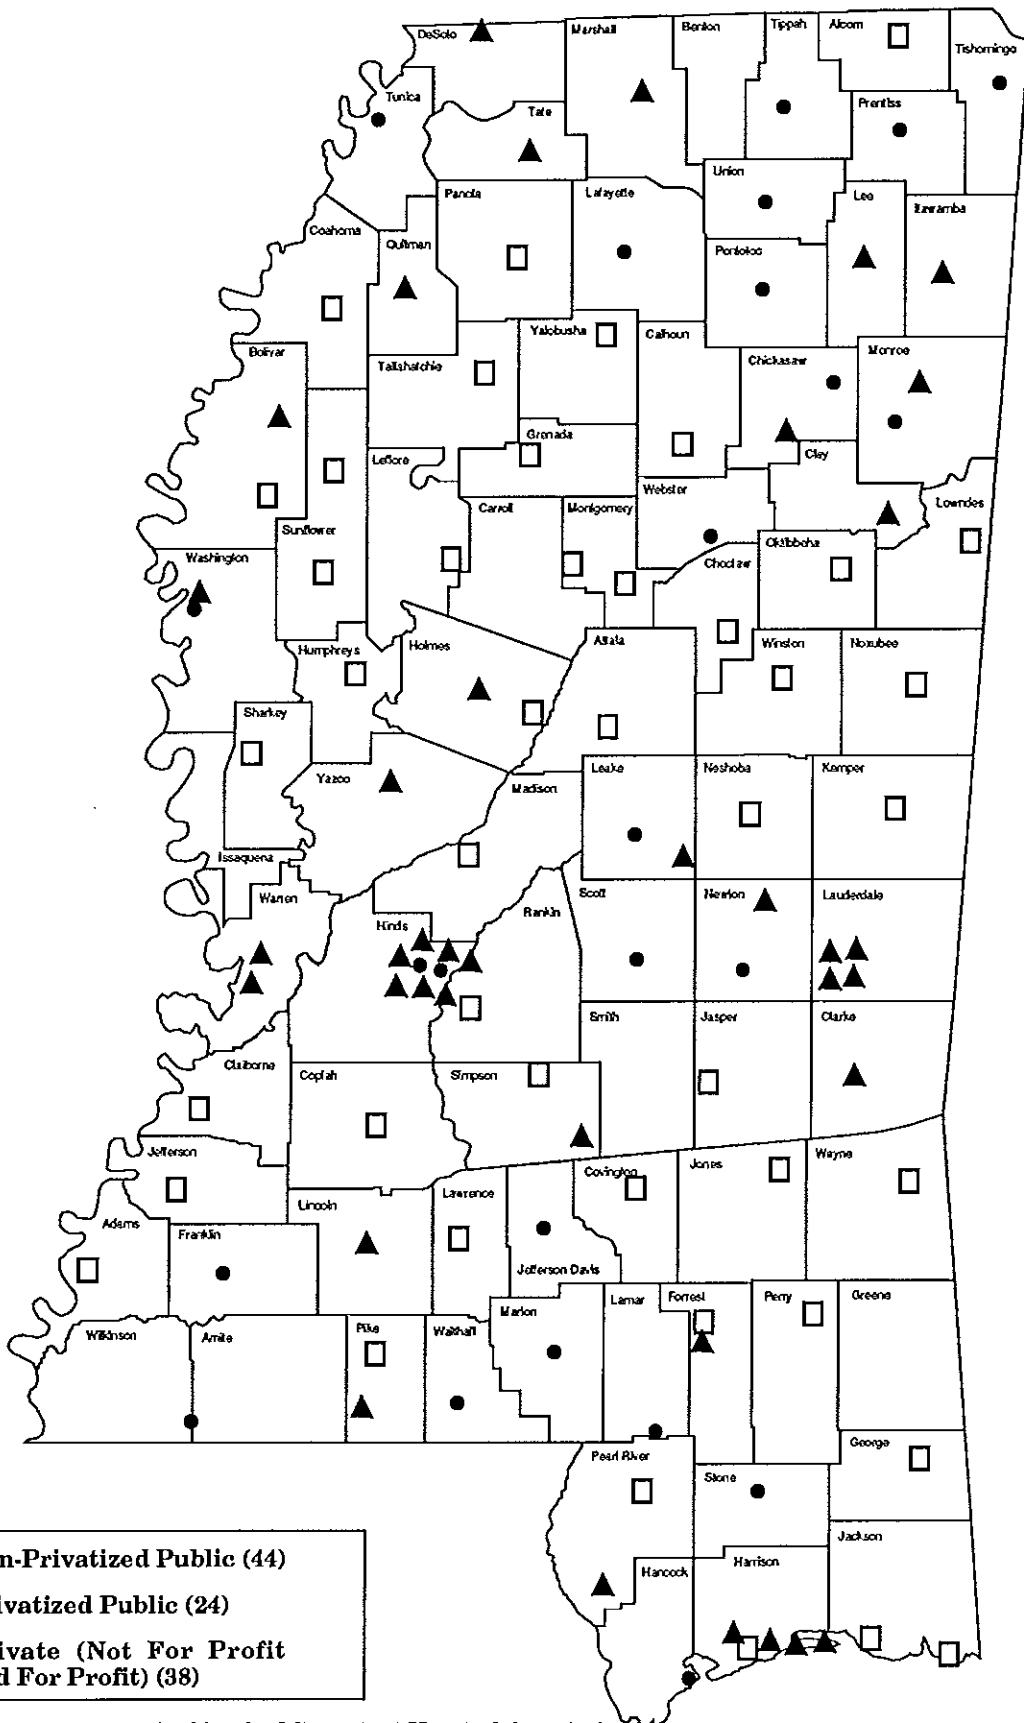 DeSoto
Marshall
Benton
Tippah
Alcorn
Tishomingo
Tunica
Tate
Prentiss
Union
Panola
Lafayette
Lee
Itawamba
Coahoma
Quitman
Pontotoc
Yalobusha
Calhoun
Bolivar
Tallahatchie
Chickasaw
Monroe
Grenada
Leflore
Clay
Webster
Carroll
Montgomery
Lowndes
Sunflower
Oktibbeha
Washington
Choctaw
Humphreys
Holmes
Attala
Winston
Noxubee
Sharkey
Yazoo
Madison
Leake
Neshoba
Kemper
Issaquena
Warren
Scott
Newton
Lauderdale
Hinds
Rankin
Smith
Jasper
Clarke
Claiborne
Copiah
Simpson
Jefferson
Covington
Jones
Wayne
Lincoln
Lawrence
Adams
Franklin
Jefferson Davis
Marion
Lamar
Forrest
Perry
Greene
Wilkinson
Amite
Pike
Walthall
Pearl River
George
Stone
Jackson
Hancock
Harrison
n-Privatized Public (44)
vatized Public (24)
ivate (Not For Profit
d For Profit) (38)